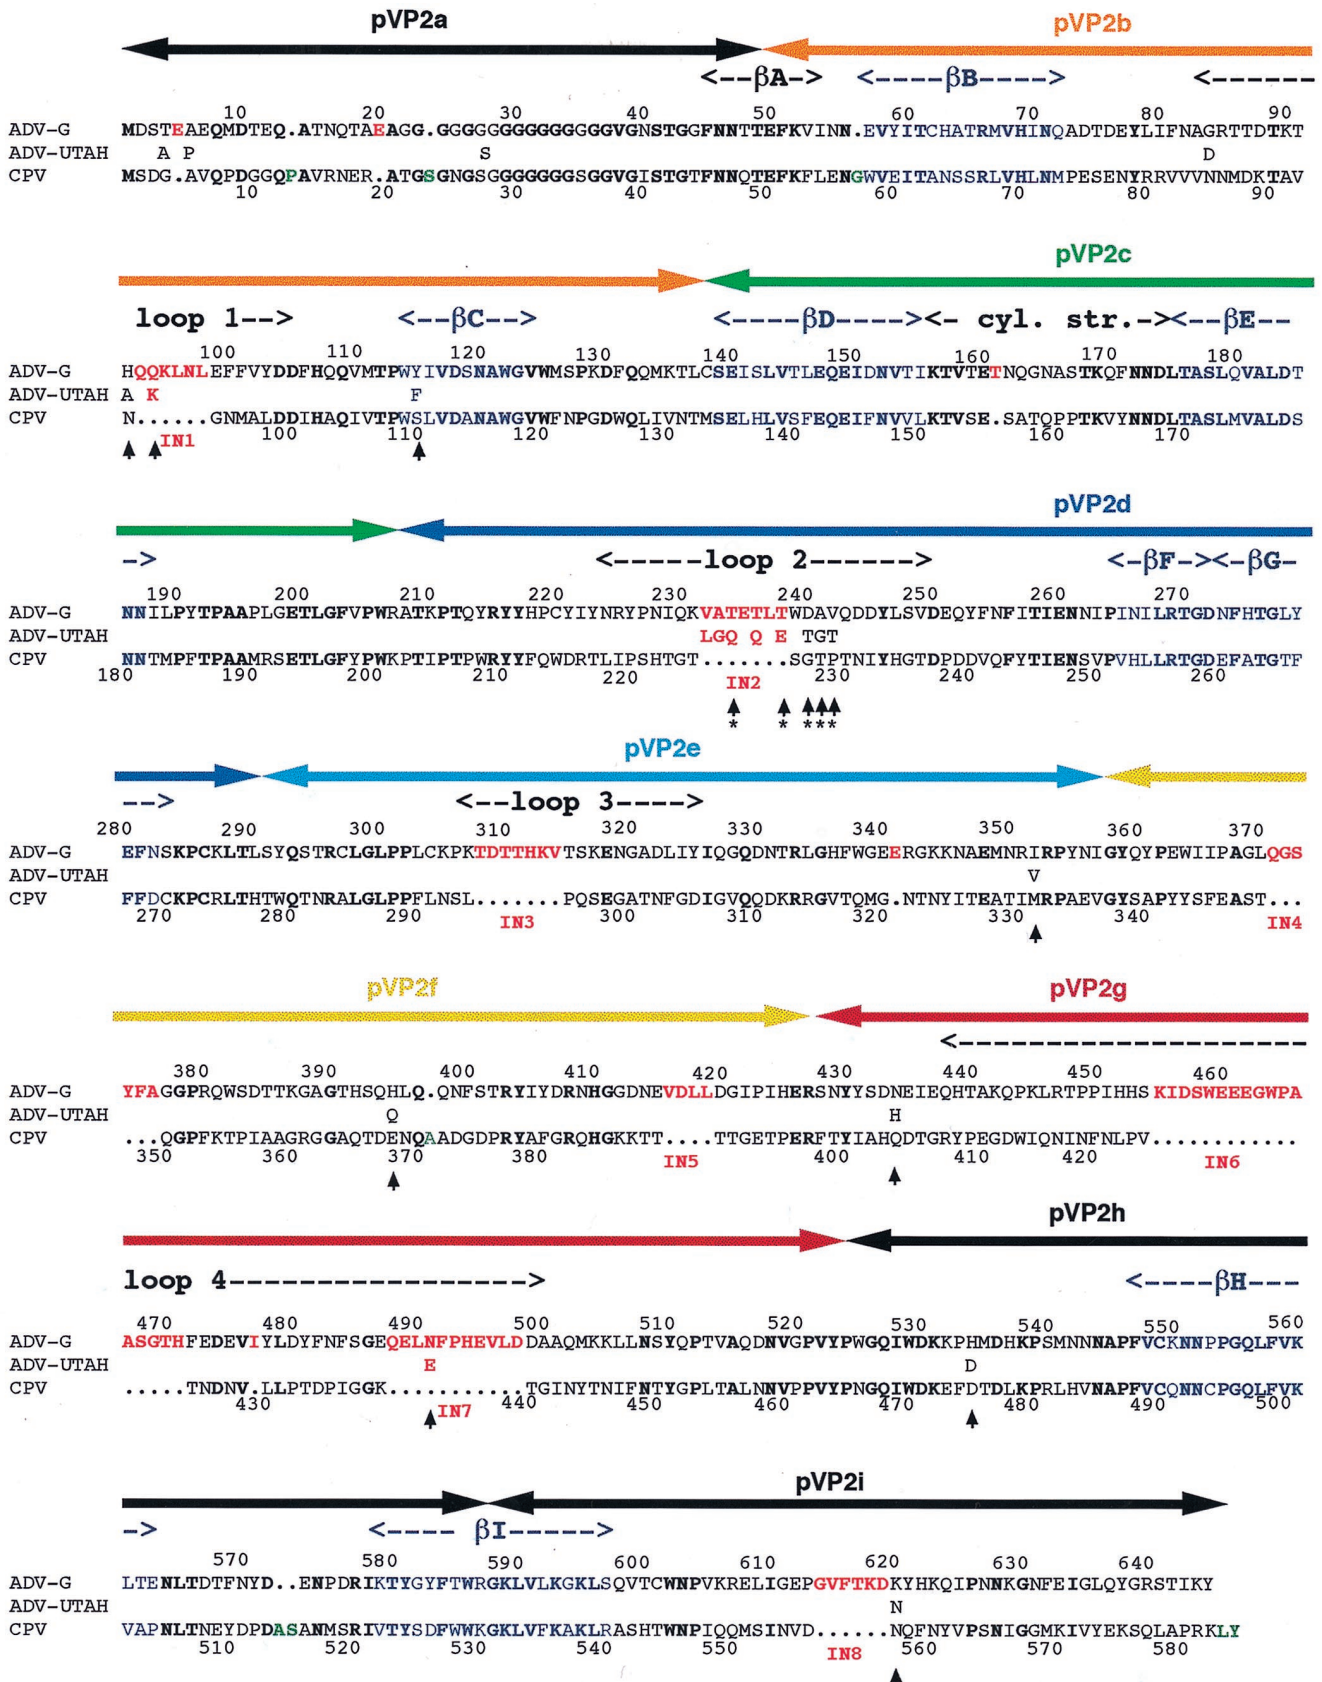 pVP2a pVP2b
<--βA-> <----βB----> <-----
10 20 30 40 50 60 70 80 90
ADV-G MDSTEAEQMDTEQ.ATNQTAEAGG.GGGGGGGGGGGGGGVGNSTGGFNNTTEFKVINN.EVYITCHATRMVHINQADTDEYLIFNAGRTTDTKT
ADV-UTAH A P S D
CPV MSDG.AVQPDGGQPAVRNER.ATGSGNGSGGGGGGGSGGVGISTGTFNNQTEFKFLENGWVEITANSSRLVHLNMPESENYRRVVVNNMDKTAV
10 20 30 40 50 60 70 80 90
pVP2c
loop 1--> <--βC--> <----βD----> <- cyl. str.-><--βE--
100 110 120 130 140 150 160 170 180
ADV-G HQQKLNLEFFVYDDFHQQVMTPWYIVDSNAWGVWMSPKDFQQMKTLCSEISLVTLEQEIDNVTIKTVTETNQGNASTKQFNNDLTASLQVALDT
ADV-UTAH A K F
CPV N......GNMALDDIHAQIVTPWSLVDANAWGVWFNPGDWQLIVNTMSELHLVSFEQEIFNVVLKTVSE.SATQPPTKVYNNDLTASLMVALDS
IN1 100 110 120 130 140 150 160 170
pVP2d
-> <-----loop 2------> <-βF-><-βG-
190 200 210 220 230 240 250 260 270
ADV-G NNILPYTPAAPLGETLGFVPWRATKPTQYRYYHPCYIYNRYPNIQKVATETLTWDAVQDDYLSVDEQYFNFITIENNIPINILRTGDNFHTGLY
ADV-UTAH LGQ Q E TGT
CPV NNTMPFTPAAMRSETLGFYPWKPTIPTPWRYYFQWDRTLIPSHTGT.......SGTPTNIYHGTDPDDVQFYTIENSVPVHLLRTGDEFATGTF
180 190 200 210 220 IN2 230 240 250 260
* * ***
pVP2e
--> <--loop 3---->
280 290 300 310 320 330 340 350 360 370
ADV-G EFNSKPCKLTLSYQSTRCLGLPPLCKPKTDTTHKVTSKENGADLIYIQGQDNTRLGHFWGEERGKKNAEMNRIRPYNIGYQYPEWIIPAGLQGS
ADV-UTAH V
CPV FFDCKPCRLTHTWQTNRALGLPPFLNSL.......PQSEGATNFGDIGVQQDKRRGVTQMG.NTNYITEATIMRPAEVGYSAPYYSFEAST...
270 280 290 IN3 300 310 320 330 340 IN4
pVP2f pVP2g
<-------------------
380 390 400 410 420 430 440 450 460
ADV-G YFAGGPRQWSDTTKGAGTHSQHLQ.QNFSTRYIYDRNHGGDNEVDLLDGIPIHERSNYYSDNEIEQHTAKQPKLRTPPIHHSKIDSWEEEGWPA
ADV-UTAH Q H
CPV ...QGPFKTPIAAGRGGAQTDENQAADGDPRYAFGRQHGKKTT....TTGETPERFTYIAHQDTGRYPEGDWIQNINFNLPV............
350 360 370 380 IN5 400 410 420 IN6
pVP2h
loop 4------------------> <----βH---
470 480 490 500 510 520 530 540 550 560
ADV-G ASGTHFEDEVIYLDYFNFSGEQELNFPHEVLDDAAQMKKLLNSYQPTVAQDNVGPVYPWGQIWDKKPHMDHKPSMNNNAPFVCKNNPPGQLFVK
ADV-UTAH E D
CPV .....TNDNV.LLPTDPIGGK...........TGINYTNIFNTYGPLTALNNVPPVYPNGQIWDKEFDTDLKPRLHVNAPFVCQNNCPGQLFVK
430 IN7 440 450 460 470 480 490 500
pVP2i
-> <---- βI----->
570 580 590 600 610 620 630 640
ADV-G LTENLTDTFNYD..ENPDRIKTYGYFTWRGKLVLKGKLSQVTCWNPVKRELIGEPGVFTKDKYHKQIPNNKGNFEIGLQYGRSTIKY
ADV-UTAH N
CPV VAPNLTNEYDPDASANMSRIVTYSDFWWKGKLVFKAKLRASHTWNPIQQMSINVD......NQFNYVPSNIGGMKIVYEKSQLAPRKLY
510 520 530 540 550 IN8 560 570 580